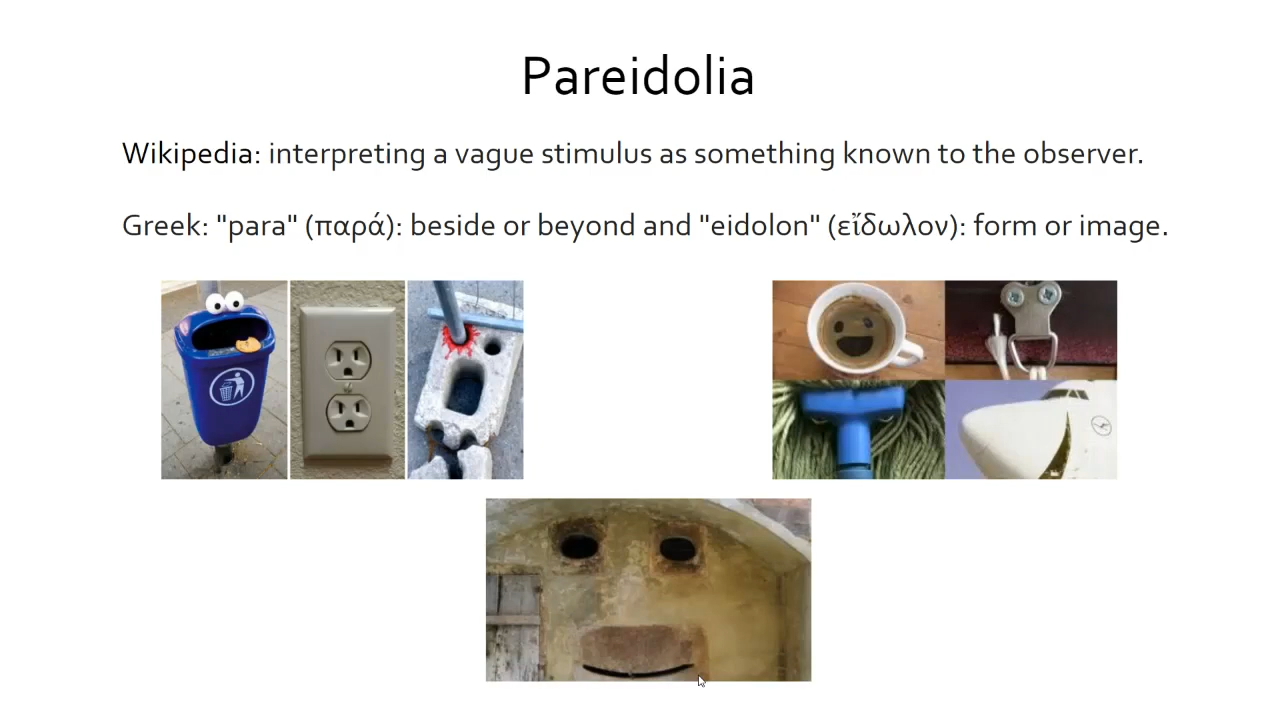 Pareidolia
Wikipedia: interpreting a vague stimulus as something known to the observer.
Greek: "para" (παρά): beside or beyond and "eidolon" (εἴδωλον): form or image.